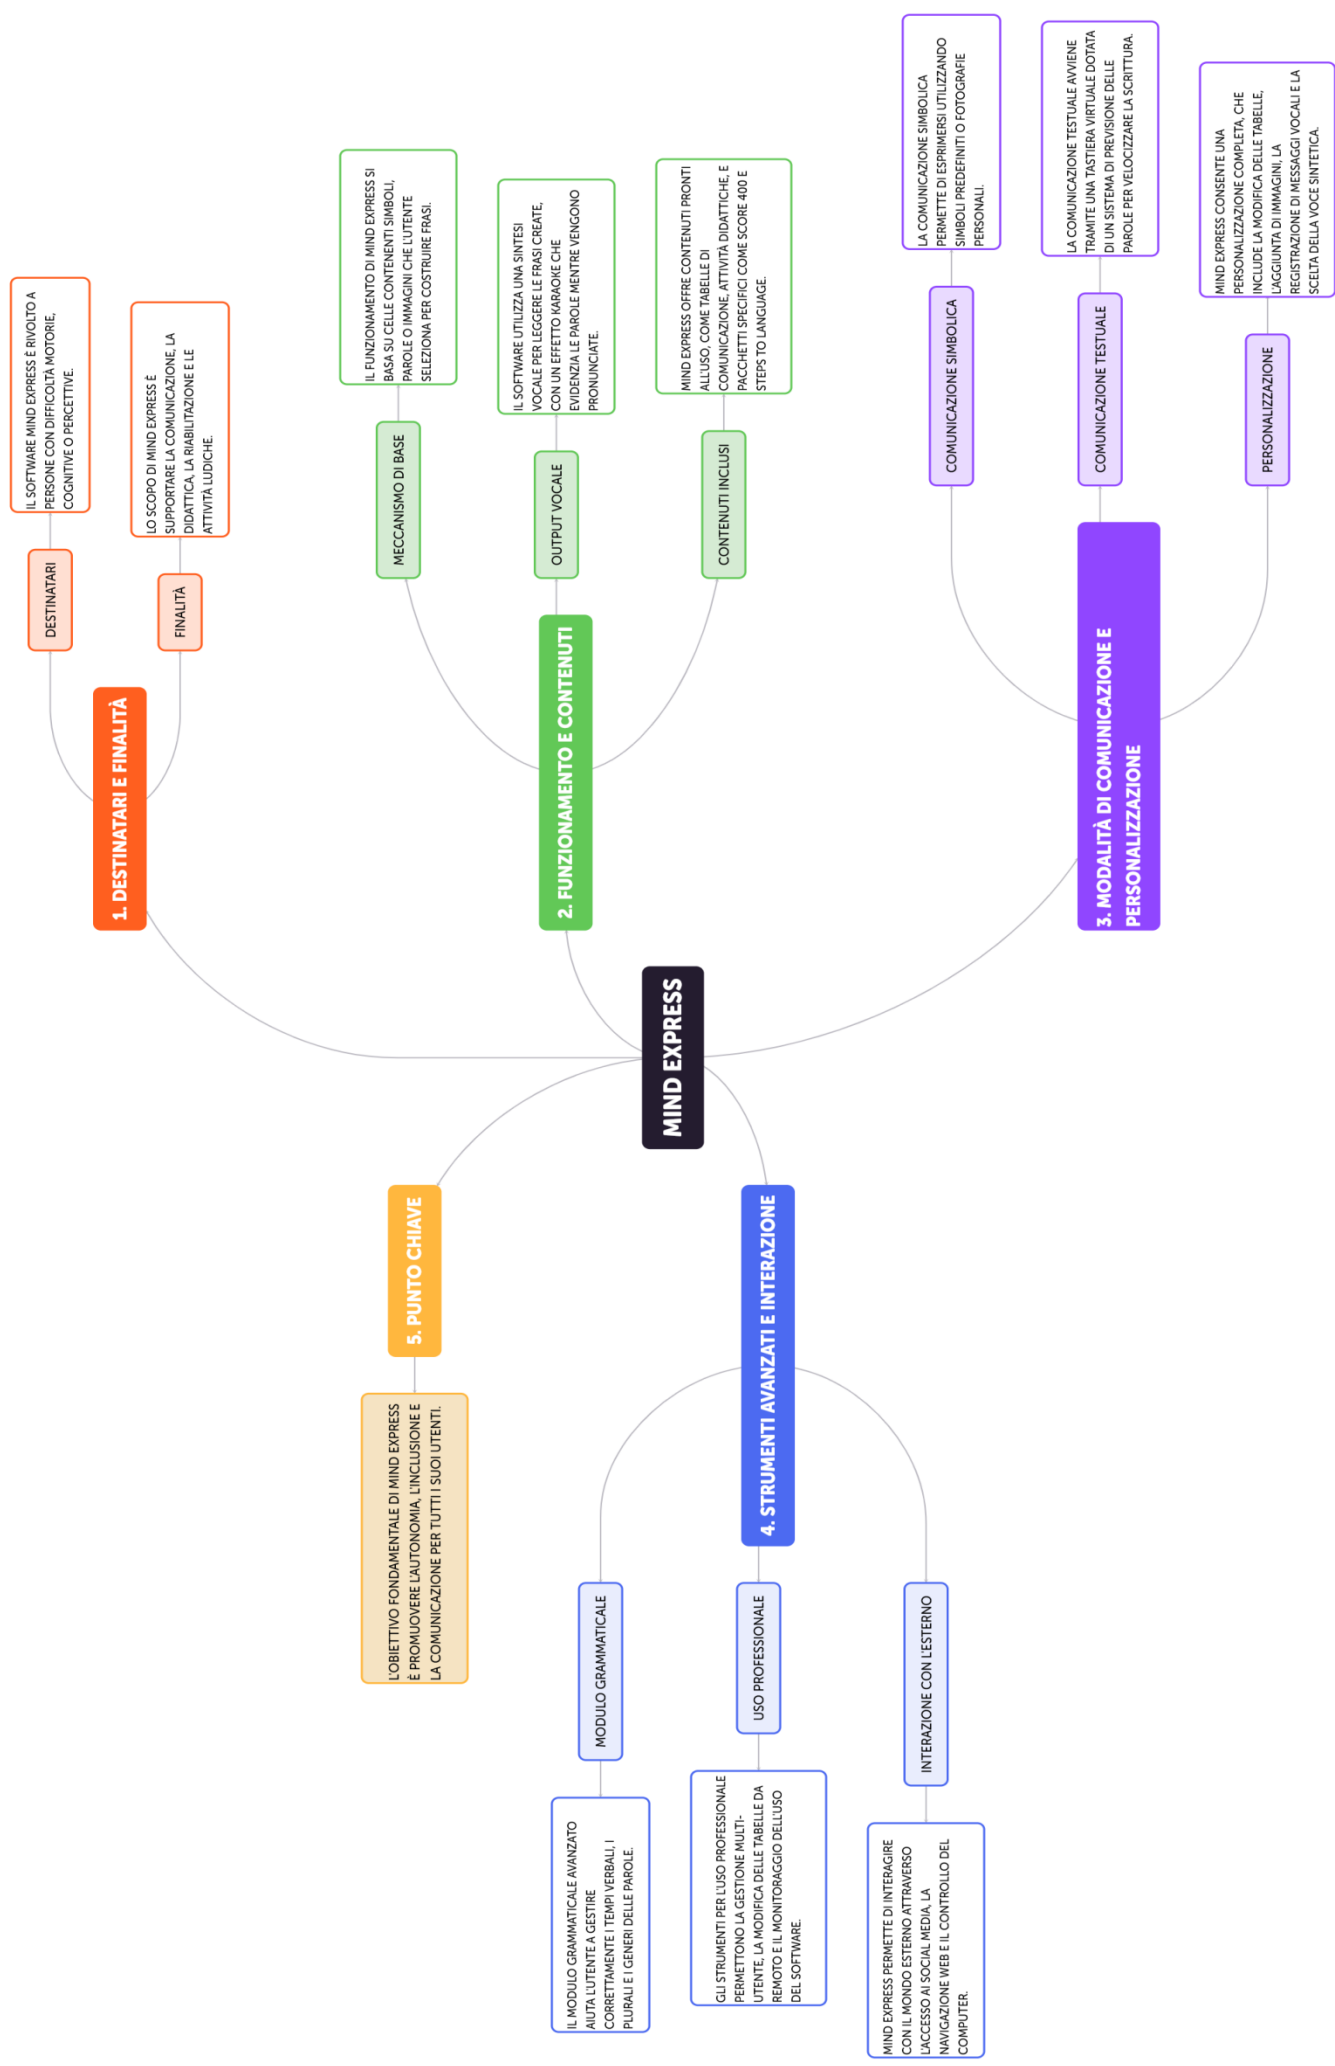 MIND EXPRESS
1. DESTINATARI E FINALITÀ
DESTINATARI
IL SOFTWARE MIND EXPRESS È RIVOLTO A
PERSONE CON DIFFICOLTÀ MOTORIE,
COGNITIVE O PERCETTIVE.
FINALITÀ
LO SCOPO DI MIND EXPRESS È
SUPPORTARE LA COMUNICAZIONE, LA
DIDATTICA, LA RIABILITAZIONE E LE
ATTIVITÀ LUDICHE.
2. FUNZIONAMENTO E CONTENUTI
MECCANISMO DI BASE
IL FUNZIONAMENTO DI MIND EXPRESS SI
BASA SU CELLE CONTENENTI SIMBOLI,
PAROLE O IMMAGINI CHE L'UTENTE
SELEZIONA PER COSTRUIRE FRASI.
OUTPUT VOCALE
IL SOFTWARE UTILIZZA UNA SINTESI
VOCALE PER LEGGERE LE FRASI CREATE,
CON UN EFFETTO KARAOKE CHE
EVIDENZIA LE PAROLE MENTRE VENGONO
PRONUNCIATE.
CONTENUTI INCLUSI
MIND EXPRESS OFFRE CONTENUTI PRONTI
ALL'USO, COME TABELLE DI
COMUNICAZIONE, ATTIVITÀ DIDATTICHE, E
PACCHETTI SPECIFICI COME SCORE 400 E
STEPS TO LANGUAGE.
3. MODALITÀ DI COMUNICAZIONE E
PERSONALIZZAZIONE
COMUNICAZIONE SIMBOLICA
LA COMUNICAZIONE SIMBOLICA
PERMETTE DI ESPRIMERSI UTILIZZANDO
SIMBOLI PREDEFINITI O FOTOGRAFIE
PERSONALI.
COMUNICAZIONE TESTUALE
LA COMUNICAZIONE TESTUALE AVVIENE
TRAMITE UNA TASTIERA VIRTUALE DOTATA
DI UN SISTEMA DI PREVISIONE DELLE
PAROLE PER VELOCIZZARE LA SCRITTURA.
PERSONALIZZAZIONE
MIND EXPRESS CONSENTE UNA
PERSONALIZZAZIONE COMPLETA, CHE
INCLUDE LA MODIFICA DELLE TABELLE,
L'AGGIUNTA DI IMMAGINI, LA
REGISTRAZIONE DI MESSAGGI VOCALI E LA
SCELTA DELLA VOCE SINTETICA.
4. STRUMENTI AVANZATI E INTERAZIONE
MODULO GRAMMATICALE
IL MODULO GRAMMATICALE AVANZATO
AIUTA L'UTENTE A GESTIRE
CORRETTAMENTE I TEMPI VERBALI, I
PLURALI E I GENERI DELLE PAROLE.
USO PROFESSIONALE
GLI STRUMENTI PER L'USO PROFESSIONALE
PERMETTONO LA GESTIONE MULTI-
UTENTE, LA MODIFICA DELLE TABELLE DA
REMOTO E IL MONITORAGGIO DELL'USO
DEL SOFTWARE.
INTERAZIONE CON L'ESTERNO
MIND EXPRESS PERMETTE DI INTERAGIRE
CON IL MONDO ESTERNO ATTRAVERSO
L'ACCESSO AI SOCIAL MEDIA, LA
NAVIGAZIONE WEB E IL CONTROLLO DEL
COMPUTER.
5. PUNTO CHIAVE
L'OBIETTIVO FONDAMENTALE DI MIND EXPRESS
È PROMUOVERE L'AUTONOMIA, L'INCLUSIONE E
LA COMUNICAZIONE PER TUTTI I SUOI UTENTI.